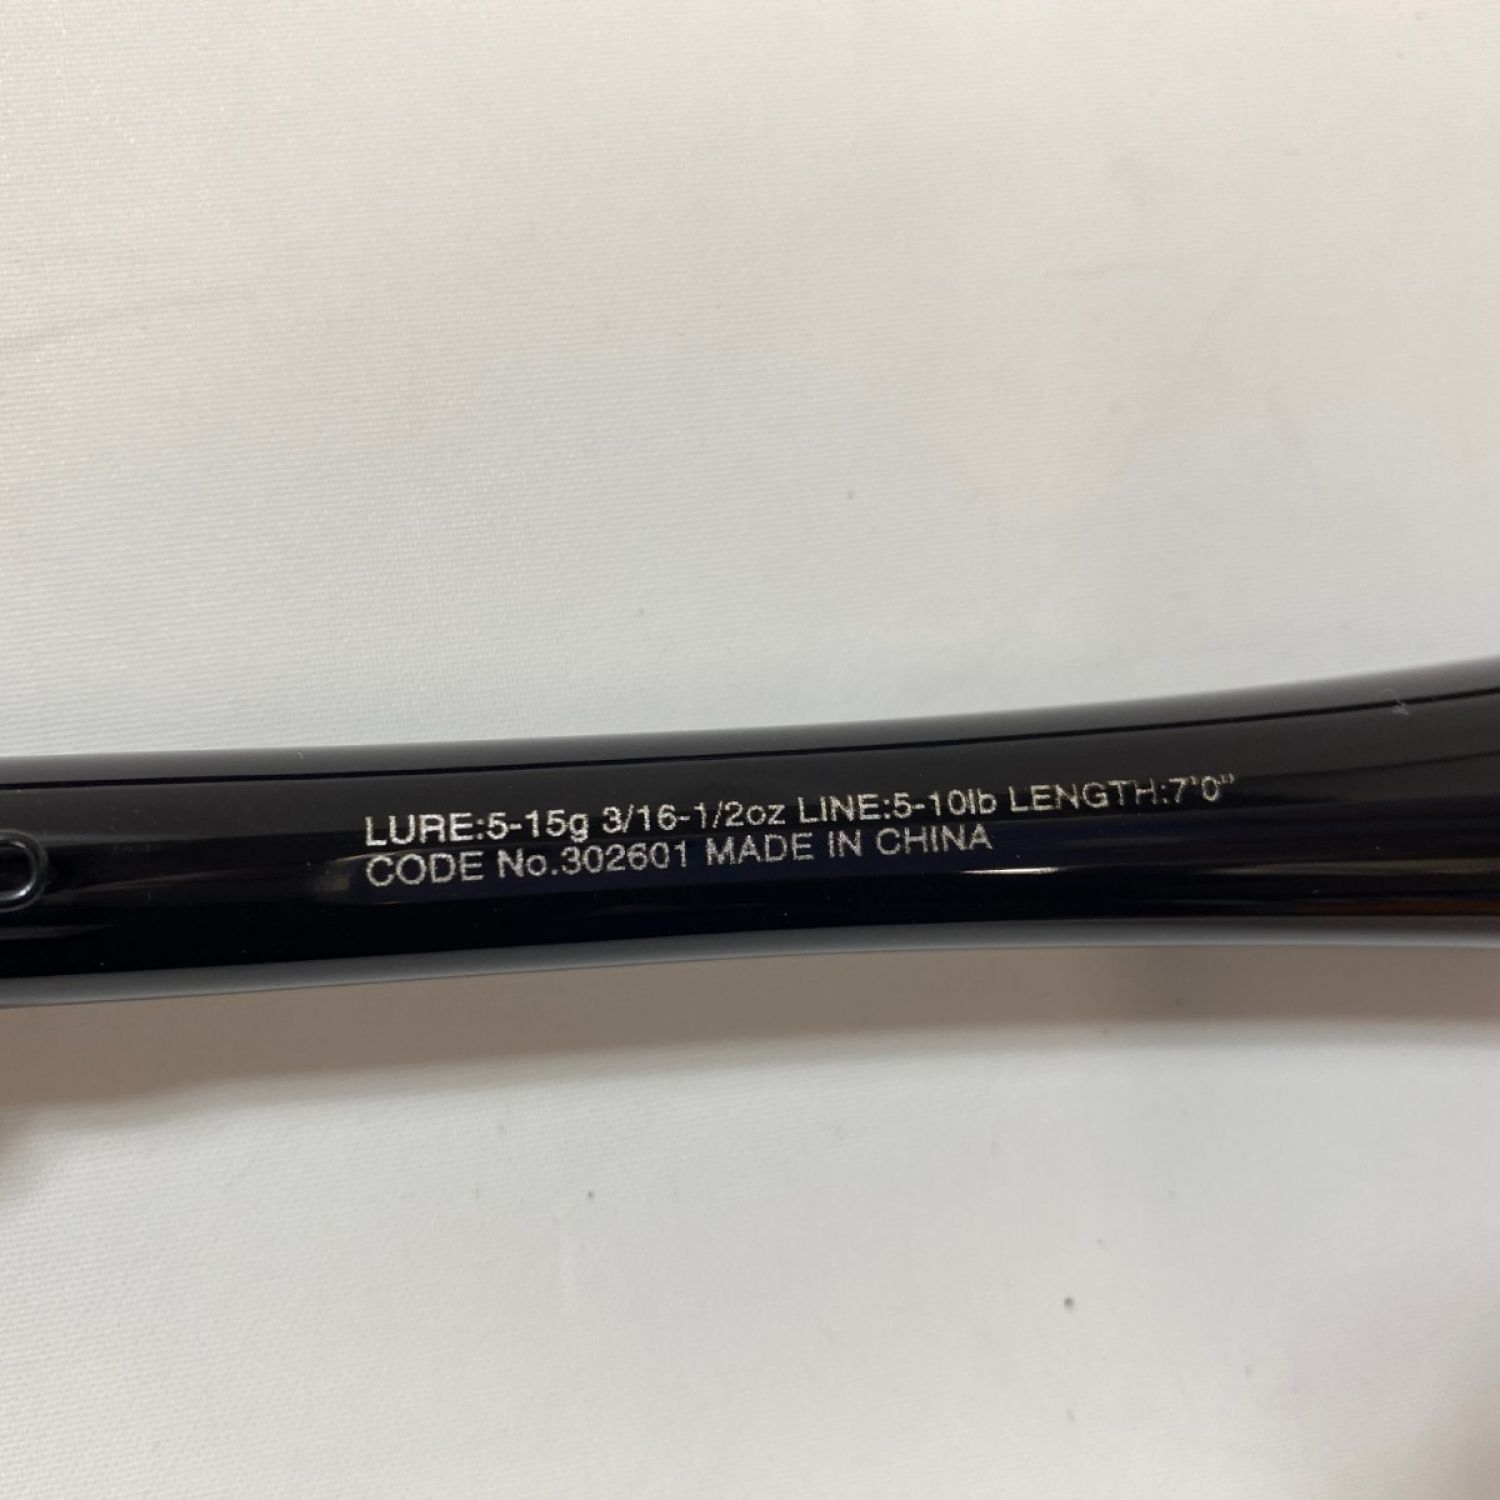 LURE:5-15g 3/16-1/2oz LINE:5-10lb LENGTH:7'0"
CODE No.302601 MADE IN CHINA